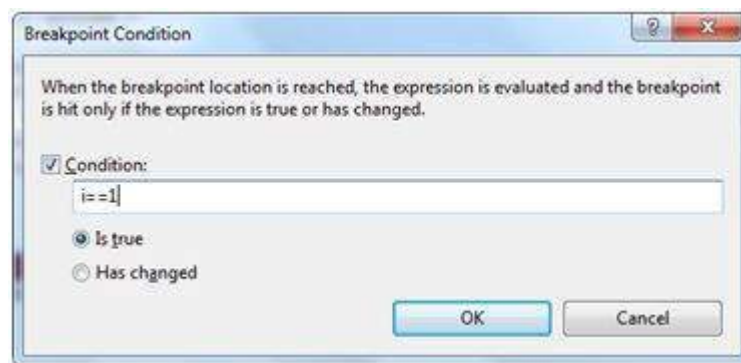 Breakpoint Condition
When the breakpoint location is reached, the expression is evaluated and the breakpoint
is hit only if the expression is true or has changed.
Condition:
i==1
Is true
Has changed
OK
Cancel